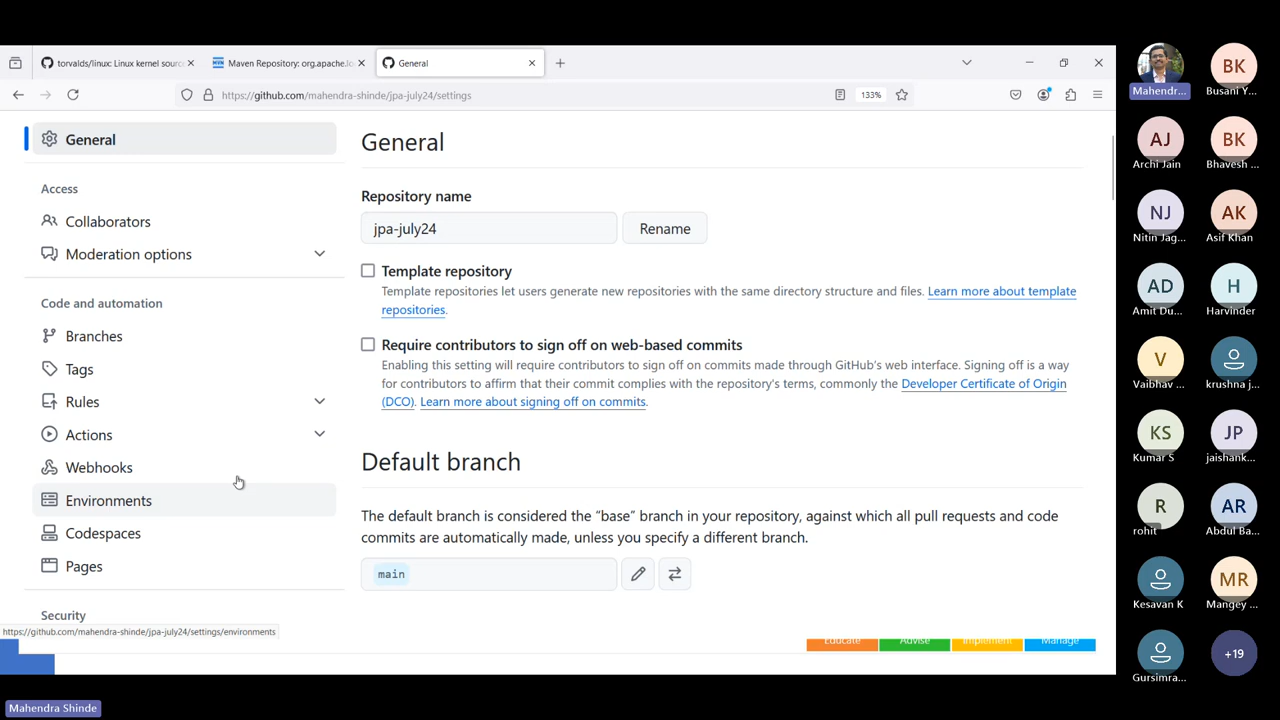 torvalds/linux: Linux kernel sourc
Maven Repository: org.apache.lo
General
https://github.com/mahendra-shinde/jpa-july24/settings
133%
General
Access
Collaborators
Moderation options
Code and automation
Branches
Tags
Rules
Actions
Webhooks
Environments
Codespaces
Pages
Security
https://github.com/mahendra-shinde/jpa-july24/settings/environments
General
Repository name
jpa-july24
Rename
Template repository
Template repositories let users generate new repositories with the same directory structure and files. Learn more about template
repositories.
Require contributors to sign off on web-based commits
Enabling this setting will require contributors to sign off on commits made through GitHub's web interface. Signing off is a way
for contributors to affirm that their commit complies with the repository's terms, commonly the Developer Certificate of Origin
(DCO). Learn more about signing off on commits.
Default branch
The default branch is considered the “base” branch in your repository, against which all pull requests and code
commits are automatically made, unless you specify a different branch.
main
Educate Advise Implement Manage
Mahendr...
BK
Busani Y...
AJ
Archi Jain
BK
Bhavesh ...
NJ
Nitin Jag...
AK
Asif Khan
AD
Amit Du...
H
Harvinder
V
Vaibhav ...
krushna j...
KS
Kumar S
JP
jaishank...
R
rohit
AR
Abdul Ba...
Kesavan K
MR
Mangey ...
Gursimra...
+19
Mahendra Shinde